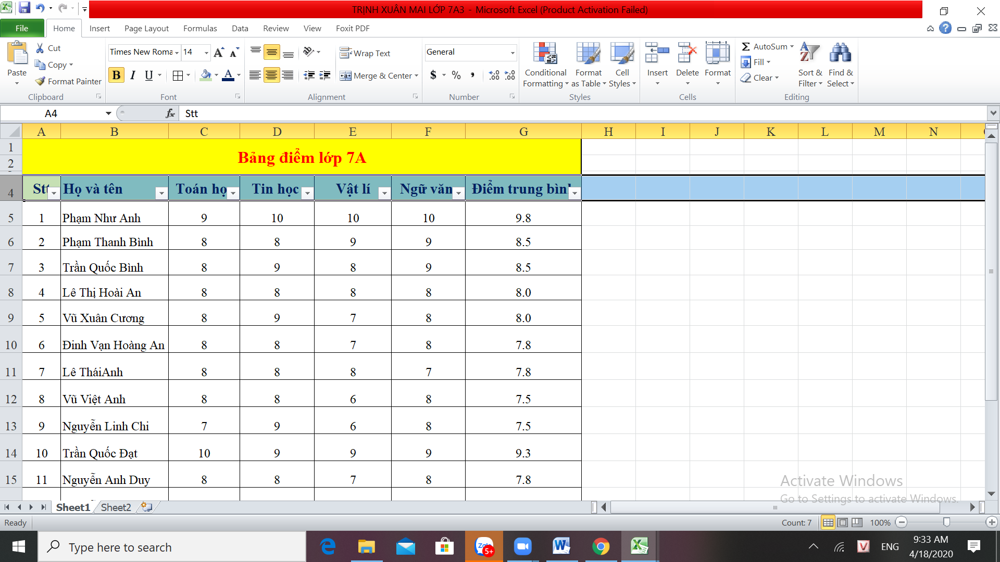 TRỊNH XUÂN MAI LỚP 7A3 - Microsoft Excel (Product Activation Failed)
File Home Insert Page Layout Formulas Data Review View Foxit PDF
Paste
Cut
Copy
Format Painter
Clipboard
Times New Roma 14
B I U
Font
Wrap Text
Merge & Center
Alignment
General
$ % ,
Number
Conditional Formatting
Format as Table
Cell Styles
Styles
Insert Delete Format
Cells
AutoSum
Fill
Clear
Sort & Filter
Find & Select
Editing
A4 fx Stt
A B C D E F G H I J K L M N
1
2
Bảng điểm lớp 7A
4 Stt Họ và tên Toán họ Tin học Vật lí Ngữ văn Điểm trung bìn
5 1 Phạm Như Anh 9 10 10 10 9.8
6 2 Phạm Thanh Bình 8 8 9 9 8.5
7 3 Trần Quốc Bình 8 9 8 9 8.5
8 4 Lê Thị Hoài An 8 8 8 8 8.0
9 5 Vũ Xuân Cương 8 9 7 8 8.0
10 6 Đinh Vạn Hoàng An 8 8 7 8 7.8
11 7 Lê TháiAnh 8 8 8 7 7.8
12 8 Vũ Việt Anh 8 8 6 8 7.5
13 9 Nguyễn Linh Chi 7 9 6 8 7.5
14 10 Trần Quốc Đạt 10 9 9 9 9.3
15 11 Nguyễn Anh Duy 8 8 7 8 7.8
Activate Windows
Go to Settings to activate Windows.
Sheet1 Sheet2
Ready Count: 7 100%
Type here to search
Zalo 5+
ENG
9:33 AM
4/18/2020